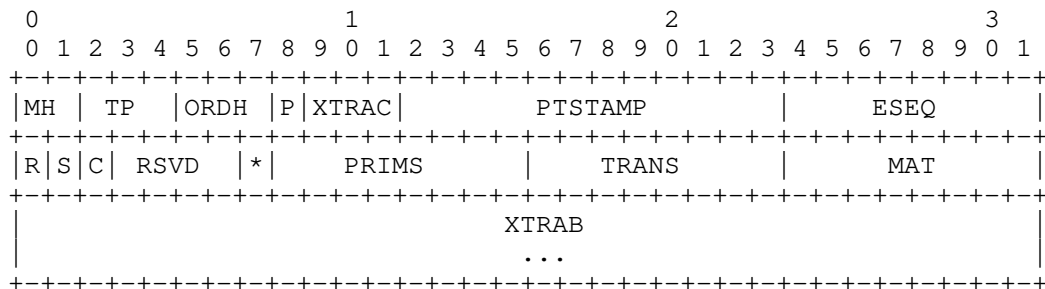 0                   1                   2                   3
 0 1 2 3 4 5 6 7 8 9 0 1 2 3 4 5 6 7 8 9 0 1 2 3 4 5 6 7 8 9 0 1
+-+-+-+-+-+-+-+-+-+-+-+-+-+-+-+-+-+-+-+-+-+-+-+-+-+-+-+-+-+-+-+-+
|MH |  TP |ORDH |P|XTRAC|        PTSTAMP        |     ESEQ      |
+-+-+-+-+-+-+-+-+-+-+-+-+-+-+-+-+-+-+-+-+-+-+-+-+-+-+-+-+-+-+-+-+
|R|S|C| RSVD  |*|    PRIMS      |    TRANS      |      MAT      |
+-+-+-+-+-+-+-+-+-+-+-+-+-+-+-+-+-+-+-+-+-+-+-+-+-+-+-+-+-+-+-+-+
|                              XTRAB                            |
|                               ...                             |
+-+-+-+-+-+-+-+-+-+-+-+-+-+-+-+-+-+-+-+-+-+-+-+-+-+-+-+-+-+-+-+-+